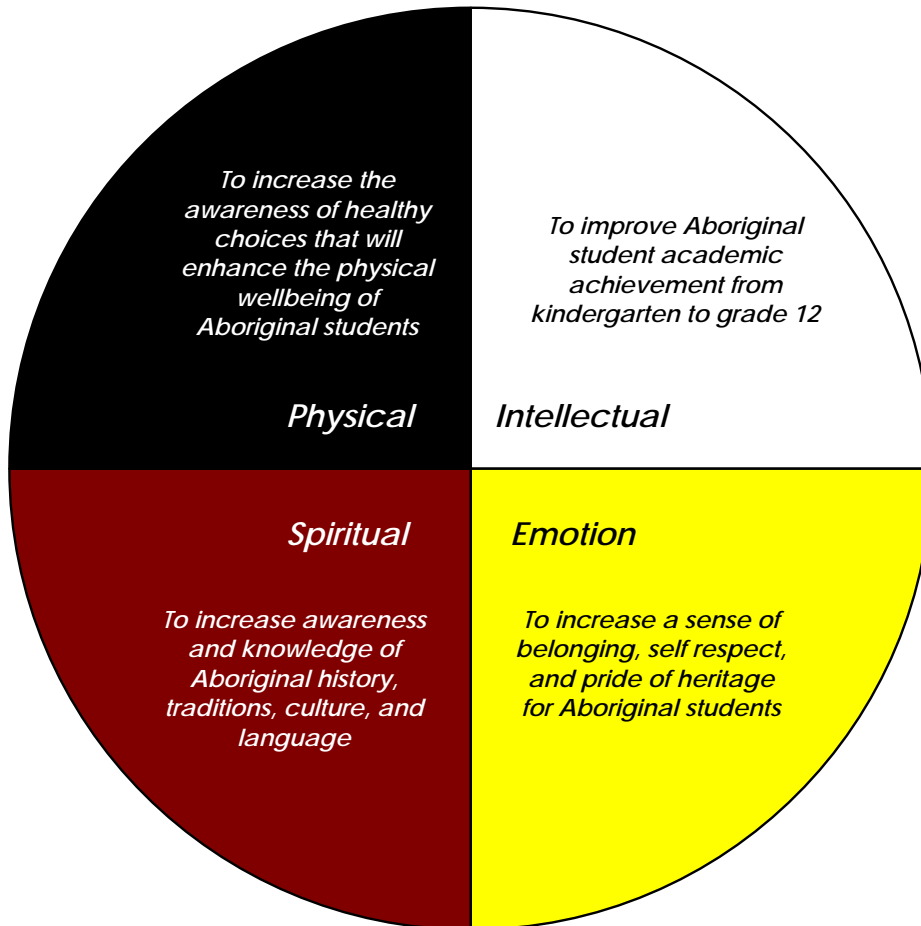 To increase the
awareness of healthy
choices that will
enhance the physical
wellbeing of
Aboriginal students
Physical
To improve Aboriginal
student academic
achievement from
kindergarten to grade 12
Intellectual
Spiritual
To increase awareness
and knowledge of
Aboriginal history,
traditions, culture, and
language
Emotion
To increase a sense of
belonging, self respect,
and pride of heritage
for Aboriginal students